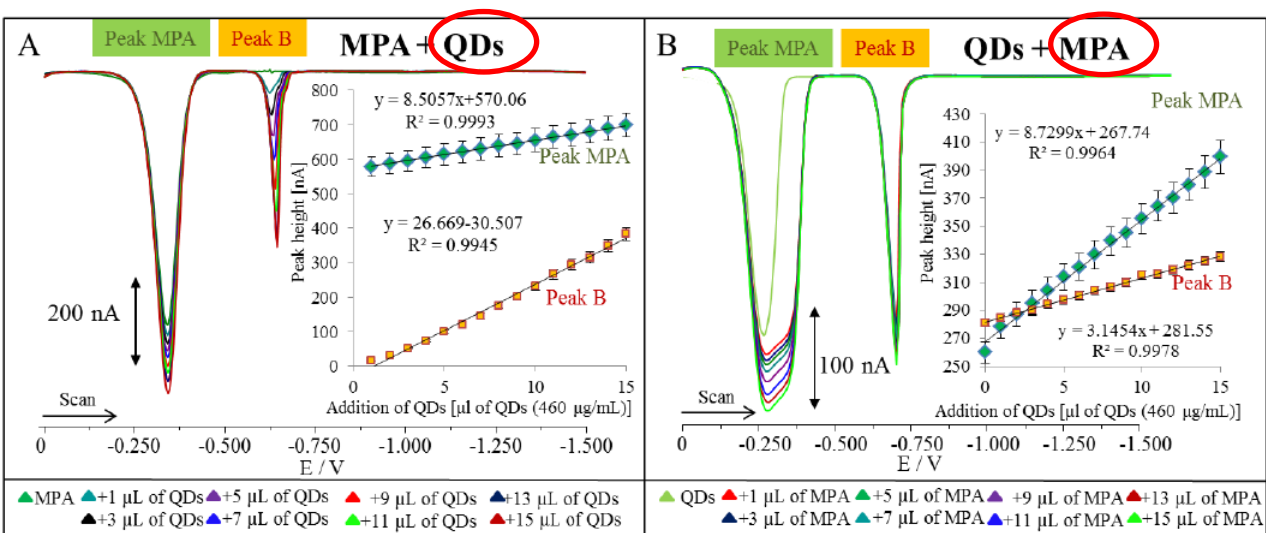 A
Peak MPA
Peak B
MPA + QDs
y = 8.5057x+570.06
R² = 0.9993
Peak MPA
y = 26.669-30.507
R² = 0.9945
Peak B
Peak height [nA]
800
700
600
500
400
300
200
100
0
0
5
10
15
Addition of QDs [µl of QDs (460 µg/mL)]
200 nA
Scan
0
-0.250
-0.500
-0.750
-1.000
-1.250
-1.500
E / V
MPA
+1 µL of QDs
+5 µL of QDs
+9 µL of QDs
+13 µL of QDs
+3 µL of QDs
+7 µL of QDs
+11 µL of QDs
+15 µL of QDs
B
Peak MPA
Peak B
QDs + MPA
Peak MPA
y = 8.7299x + 267.74
R² = 0.9964
Peak B
y = 3.1454x + 281.55
R² = 0.9978
Peak height [nA]
430
410
390
370
350
330
310
290
270
250
0
5
10
15
Addition of QDs [µl of QDs (460 µg/mL)]
100 nA
Scan
0
-0.250
-0.500
-0.750
-1.000
-1.250
-1.500
E / V
QDs
+1 µL of MPA
+5 µL of MPA
+9 µL of MPA
+13 µL of MPA
+3 µL of MPA
+7 µL of MPA
+11 µL of MPA
+15 µL of MPA